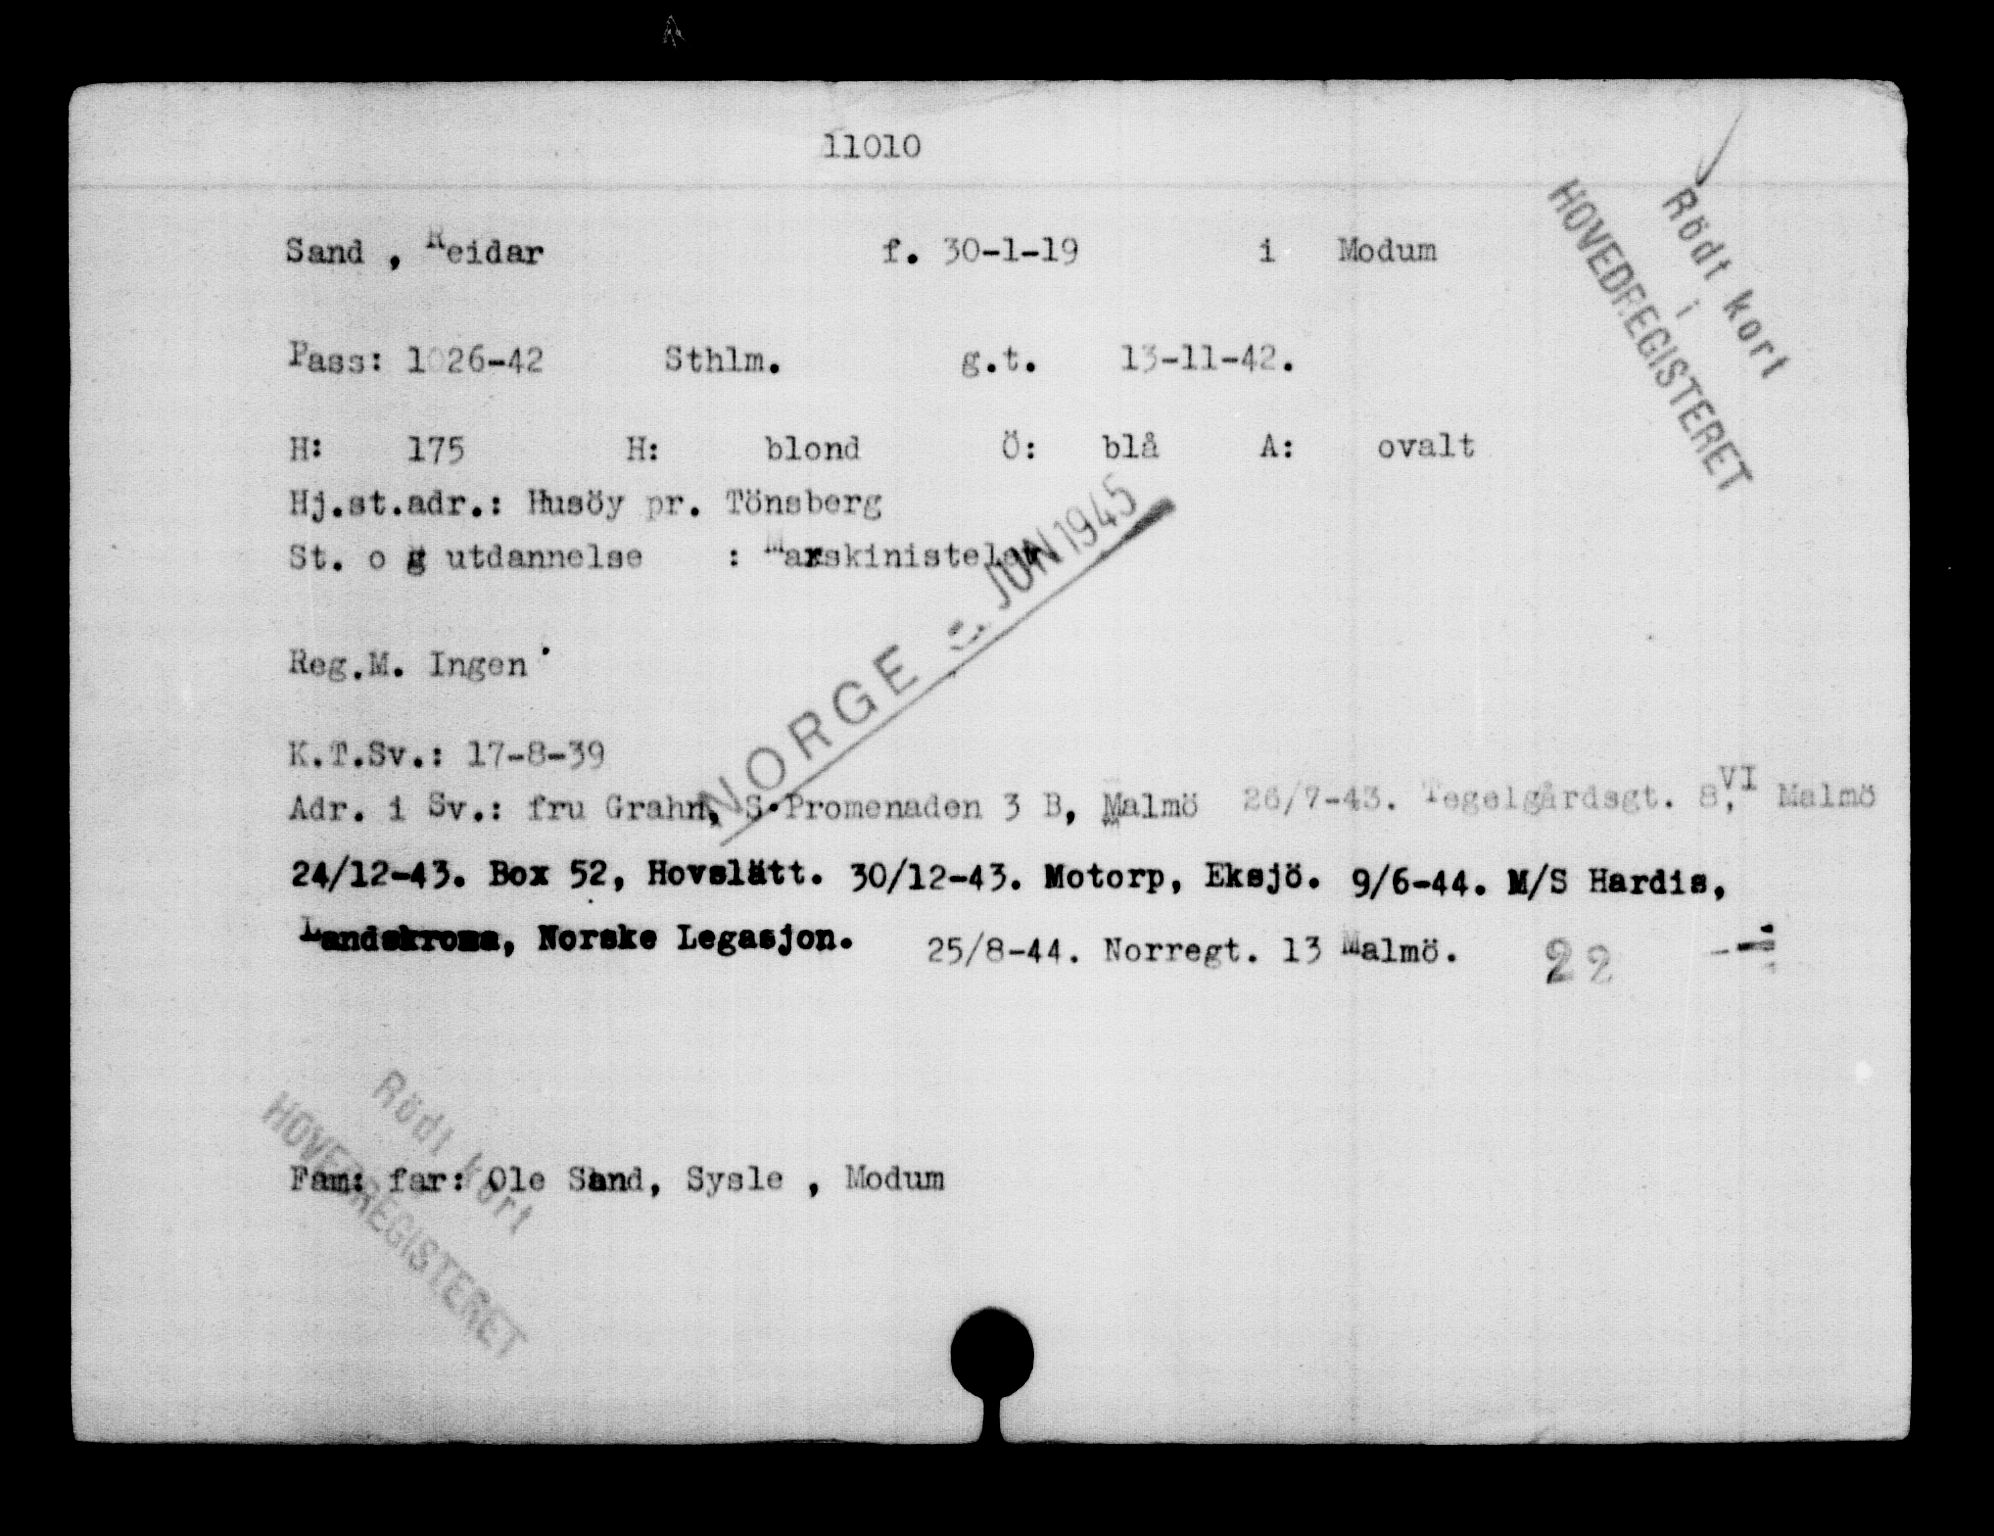 11010
Rödt kort
i
HOVEDREGISTERET
Sand , Reidar f. 30-1-19 i Modum
Pass: 1026-42 Sthlm. g.t. 13-11-42.
H: 175 H: blond Ö: blå A: ovalt
Hj.st.adr.: Husöy pr. Tönsberg
St. o g utdannelse :
NORGE JUN 1945
Reg.M. Ingen
K.T.Sv.: 17-8-39
Adr. i Sv.: fru Grahn, S.Promenaden 3 B, Malmö 26/7-43. Tegelgårdsgt. 8,VI Malmö
24/12-43. Box 52, Hovslätt. 30/12-43. Motorp, Eksjö. 9/6-44. M/S Hardis,
Landskrona, Norske Legasjon. 25/8-44. Norregt. 13 Malmö. 22
Rödt kort
HOVEDREGISTERET
Fam: far: Ole Sand, Sysle , Modum